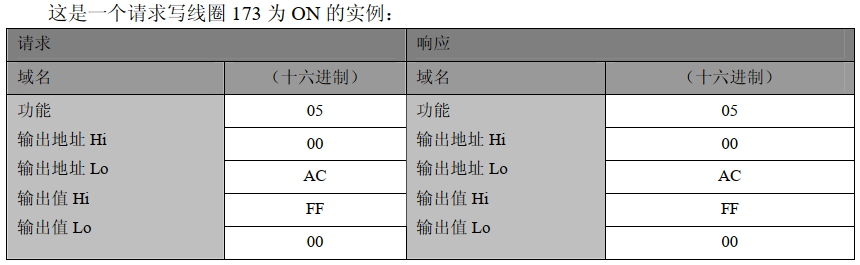 这是一个请求写线圈 173 为 ON 的实例：
请求 响应
域名 （十六进制） 域名 （十六进制）
功能 05 功能 05
输出地址 Hi 00 输出地址 Hi 00
输出地址 Lo AC 输出地址 Lo AC
输出值 Hi FF 输出值 Hi FF
输出值 Lo 00 输出值 Lo 00